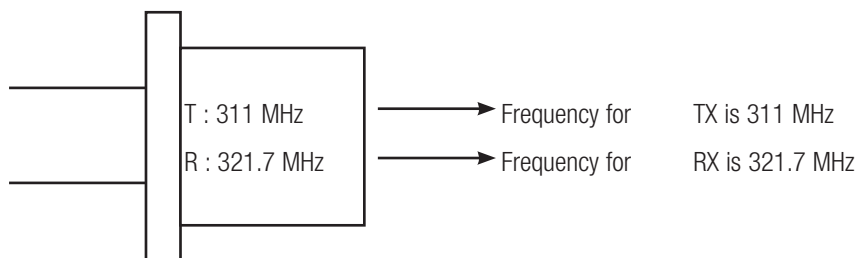 T : 311 MHz Frequency for TX is 311 MHz
R : 321.7 MHz Frequency for RX is 321.7 MHz